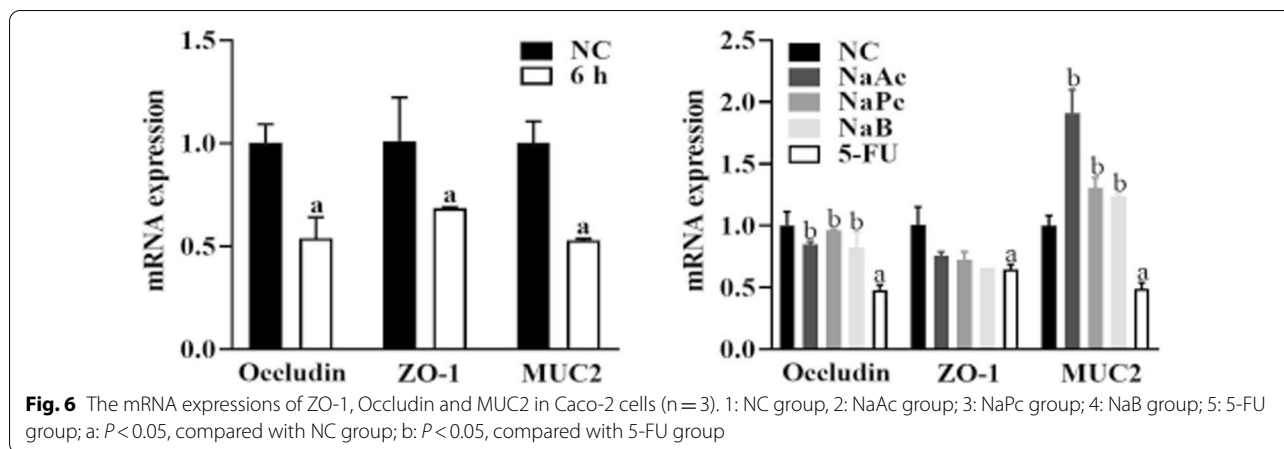 1.5
1.0
0.5
0.0
mRNA expression
NC
6 h
a
a
a
Occludin
ZO-1
MUC2
2.5
2.0
1.5
1.0
0.5
0.0
mRNA expression
NC
NaAc
NaPc
NaB
5-FU
b
b
b
a
a
b
b
b
a
Occludin
ZO-1
MUC2
Fig. 6 The mRNA expressions of ZO-1, Occludin and MUC2 in Caco-2 cells (n = 3). 1: NC group, 2: NaAc group; 3: NaPc group; 4: NaB group; 5: 5-FU
group; a: P < 0.05, compared with NC group; b: P < 0.05, compared with 5-FU group